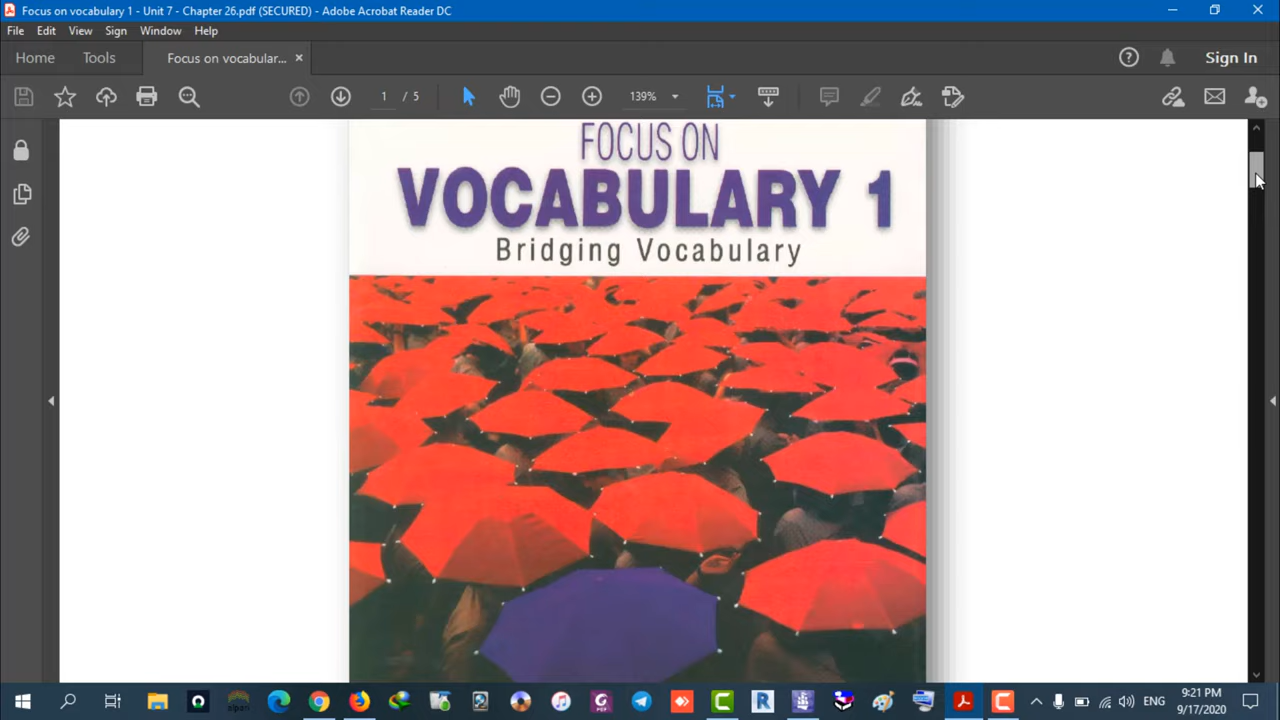 Focus on vocabulary 1 - Unit 7 - Chapter 26.pdf (SECURED) - Adobe Acrobat Reader DC
File Edit View Sign Window Help
Home Tools Focus on vocabular... Sign In
1 / 5 139%
FOCUS ON
VOCABULARY 1
Bridging Vocabulary
ENG 9:21 PM
9/17/2020